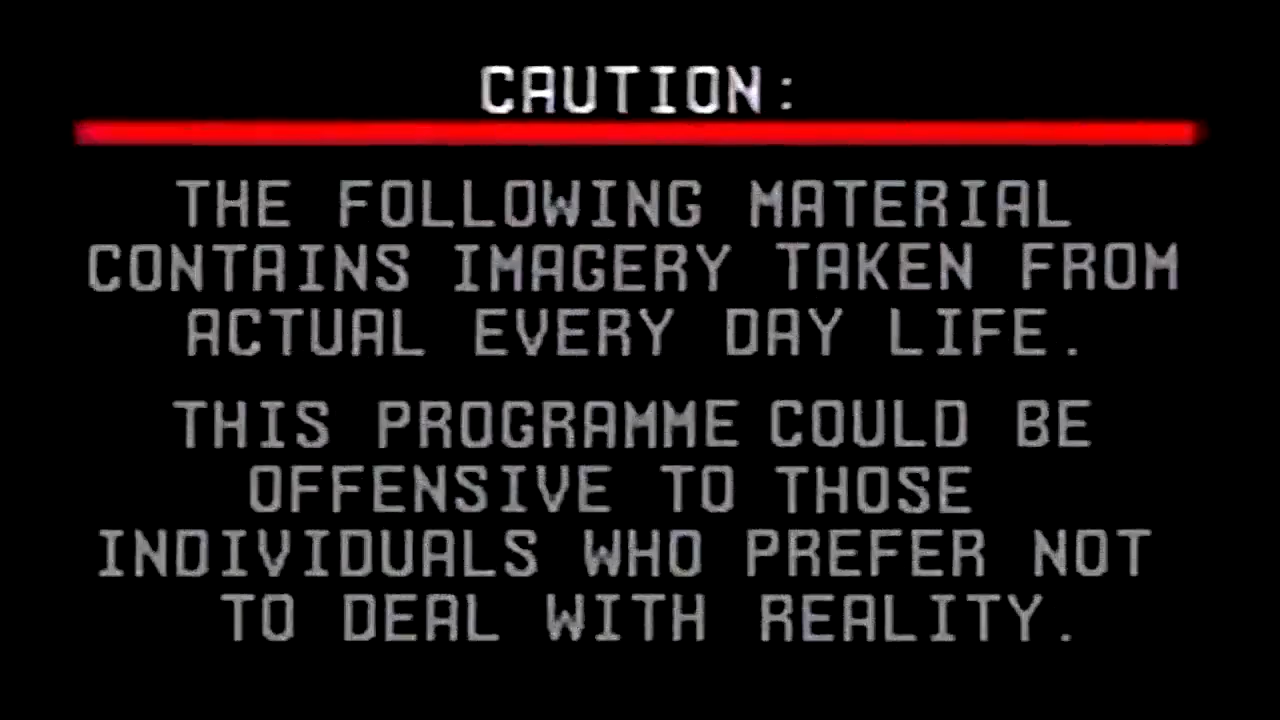 CAUTION:
THE FOLLOWING MATERIAL
CONTAINS IMAGERY TAKEN FROM
ACTUAL EVERY DAY LIFE.
THIS PROGRAMME COULD BE
OFFENSIVE TO THOSE
INDIVIDUALS WHO PREFER NOT
TO DEAL WITH REALITY.